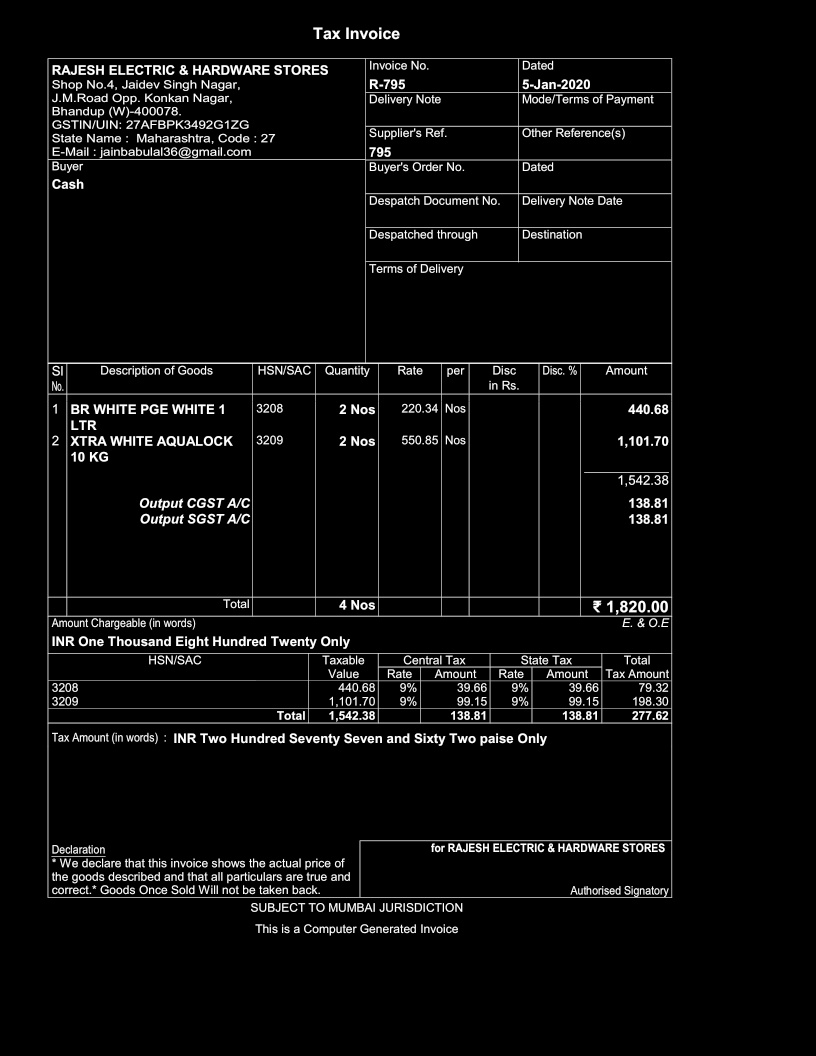 Tax Invoice
RAJESH ELECTRIC & HARDWARE STORES
Shop No.4, Jaidev Singh Nagar,
J.M.Road Opp. Konkan Nagar,
Bhandup (W)-400078.
GSTIN/UIN: 27AFBPK3492G1ZG
State Name : Maharashtra, Code : 27
E-Mail : jainbabulal36@gmail.com
Buyer
Cash
Invoice No. Dated
R-795 5-Jan-2020
Delivery Note Mode/Terms of Payment
Supplier's Ref. Other Reference(s)
795
Buyer's Order No. Dated
Despatch Document No. Delivery Note Date
Despatched through Destination
Terms of Delivery
Sl Description of Goods HSN/SAC Quantity Rate per Disc Disc. % Amount
No. in Rs.
1 BR WHITE PGE WHITE 1 3208 2 Nos 220.34 Nos 440.68
LTR
2 XTRA WHITE AQUALOCK 3209 2 Nos 550.85 Nos 1,101.70
10 KG
1,542.38
Output CGST A/C 138.81
Output SGST A/C 138.81
Total 4 Nos ₹ 1,820.00
Amount Chargeable (in words) E. & O.E
INR One Thousand Eight Hundred Twenty Only
HSN/SAC Taxable Central Tax State Tax Total
Value Rate Amount Rate Amount Tax Amount
3208 440.68 9% 39.66 9% 39.66 79.32
3209 1,101.70 9% 99.15 9% 99.15 198.30
Total 1,542.38 138.81 138.81 277.62
Tax Amount (in words) : INR Two Hundred Seventy Seven and Sixty Two paise Only
Declaration
* We declare that this invoice shows the actual price of
the goods described and that all particulars are true and
correct.* Goods Once Sold Will not be taken back.
for RAJESH ELECTRIC & HARDWARE STORES
Authorised Signatory
SUBJECT TO MUMBAI JURISDICTION
This is a Computer Generated Invoice